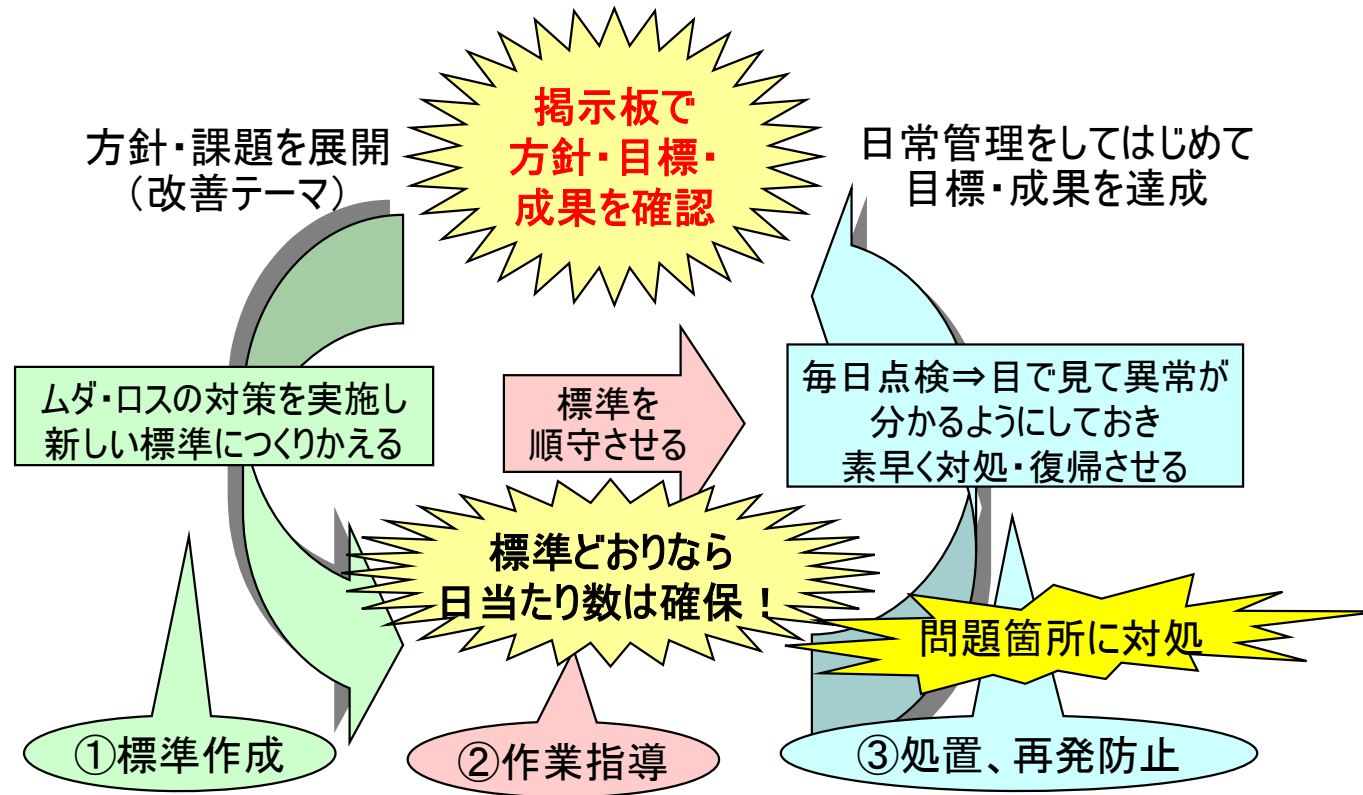 掲示板で
方針・目標・
成果を確認
方針・課題を展開
（改善テーマ）
日常管理をしてはじめて
目標・成果を達成
ムダ・ロスの対策を実施し
新しい標準につくりかえる
標準を
順守させる
毎日点検⇒目で見て異常が
分かるようにしておき
素早く対処・復帰させる
標準どおりなら
日当たり数は確保！
問題箇所に対処
①標準作成
②作業指導
③処置、再発防止